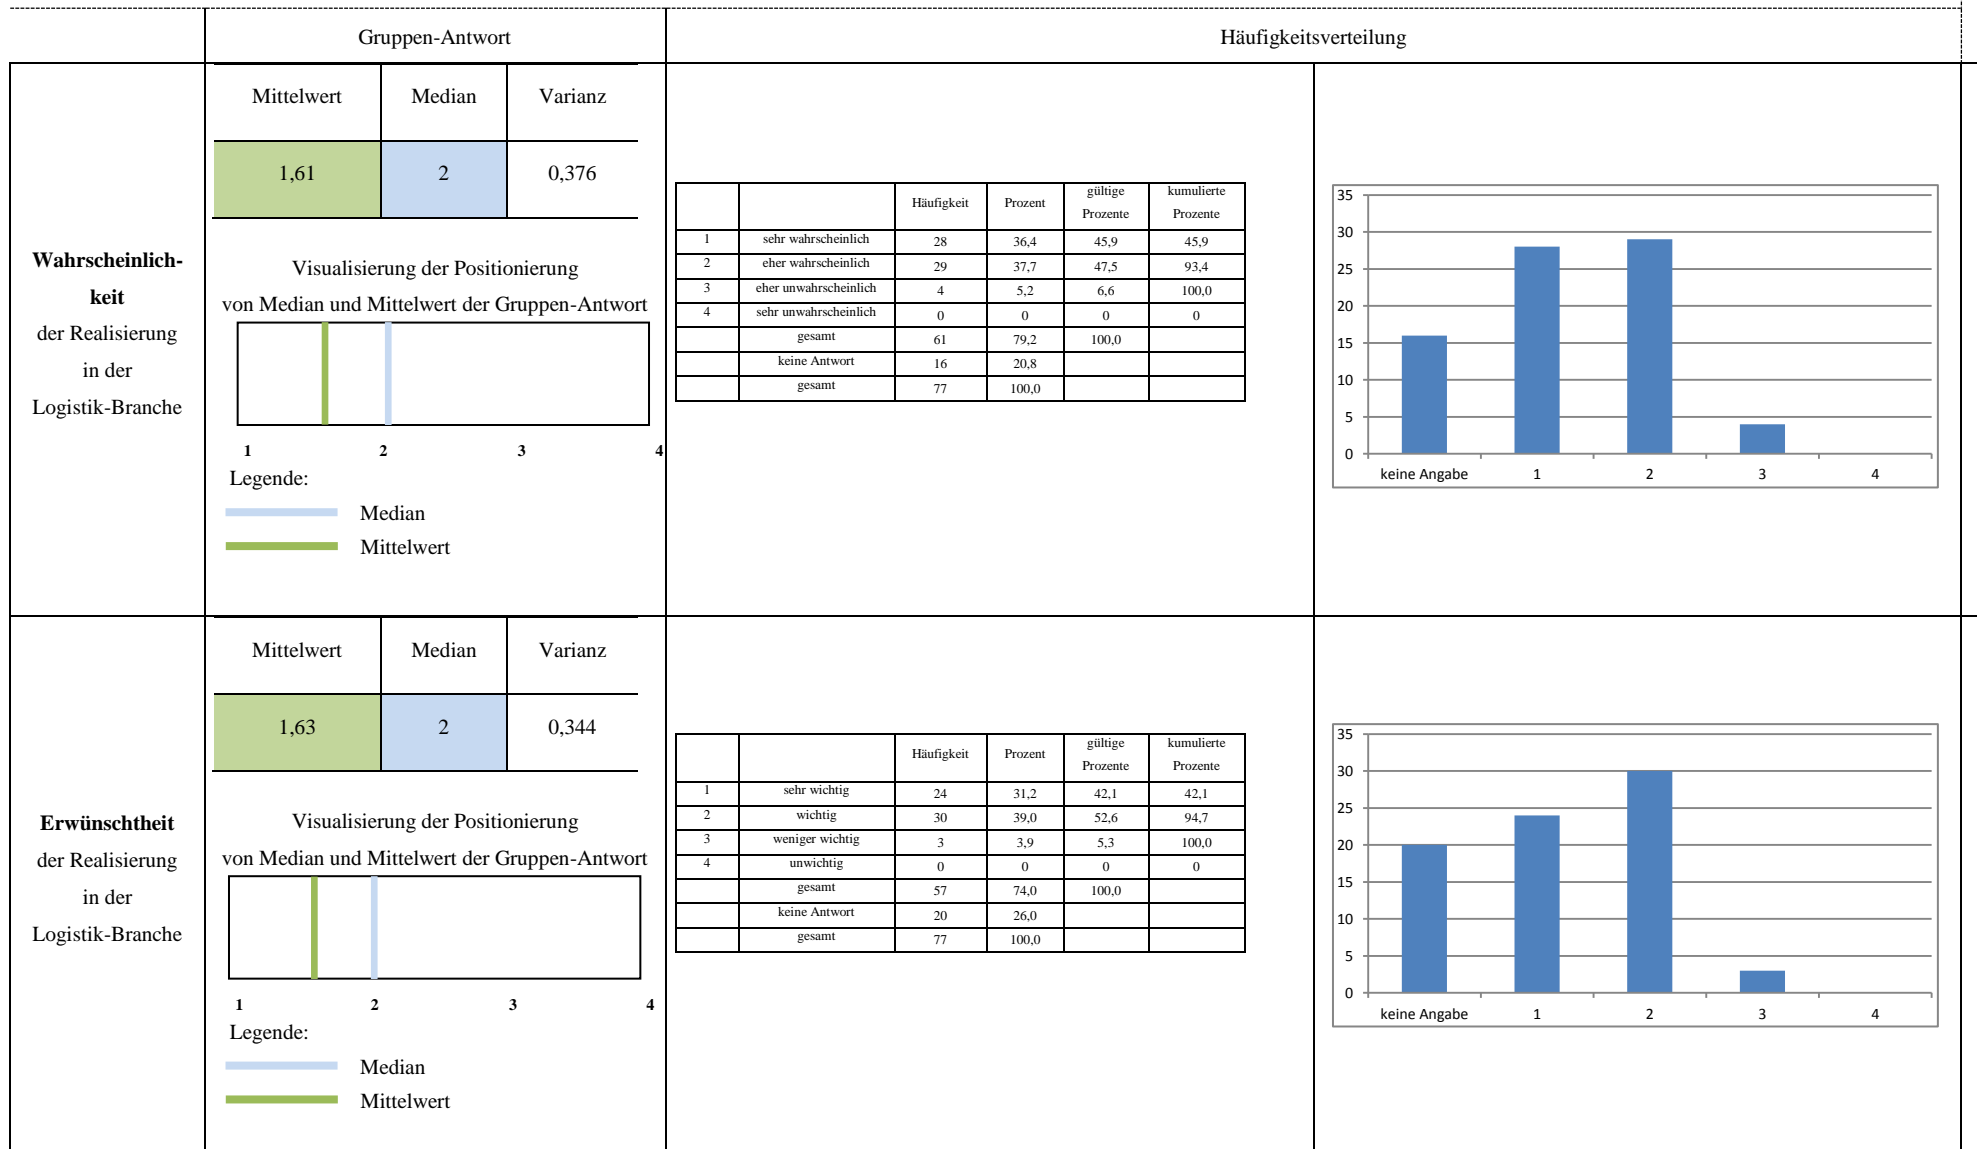 Gruppen-Antwort Häufigkeitsverteilung
Wahrscheinlich-
keit
der Realisierung
in der
Logistik-Branche
Mittelwert Median Varianz
1,61 2 0,376
Visualisierung der Positionierung
von Median und Mittelwert der Gruppen-Antwort
1 2 3 4
Legende:
Median
Mittelwert
Häufigkeit Prozent gültige Prozente kumulierte Prozente
1 sehr wahrscheinlich 28 36,4 45,9 45,9
2 eher wahrscheinlich 29 37,7 47,5 93,4
3 eher unwahrscheinlich 4 5,2 6,6 100,0
4 sehr unwahrscheinlich 0 0 0 0
gesamt 61 79,2 100,0
keine Antwort 16 20,8
gesamt 77 100,0
35
30
25
20
15
10
5
0
keine Angabe 1 2 3 4
Erwünschtheit
der Realisierung
in der
Logistik-Branche
Mittelwert Median Varianz
1,63 2 0,344
Visualisierung der Positionierung
von Median und Mittelwert der Gruppen-Antwort
1 2 3 4
Legende:
Median
Mittelwert
Häufigkeit Prozent gültige Prozente kumulierte Prozente
1 sehr wichtig 24 31,2 42,1 42,1
2 wichtig 30 39,0 52,6 94,7
3 weniger wichtig 3 3,9 5,3 100,0
4 unwichtig 0 0 0 0
gesamt 57 74,0 100,0
keine Antwort 20 26,0
gesamt 77 100,0
35
30
25
20
15
10
5
0
keine Angabe 1 2 3 4